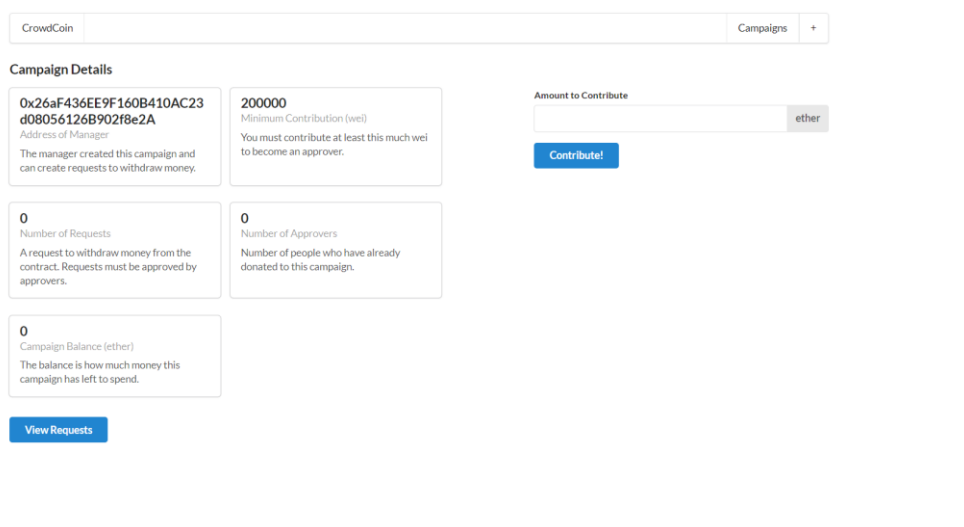 CrowdCoin
Campaigns
+
Campaign Details
0x26aF436EE9F160B410AC23
d08056126B902f8e2A
Address of Manager
The manager created this campaign and
can create requests to withdraw money.
200000
Minimum Contribution (wei)
You must contribute at least this much wei
to become an approver.
0
Number of Requests
A request to withdraw money from the
contract. Requests must be approved by
approvers.
0
Number of Approvers
Number of people who have already
donated to this campaign.
0
Campaign Balance (ether)
The balance is how much money this
campaign has left to spend.
View Requests
Amount to Contribute
ether
Contribute!